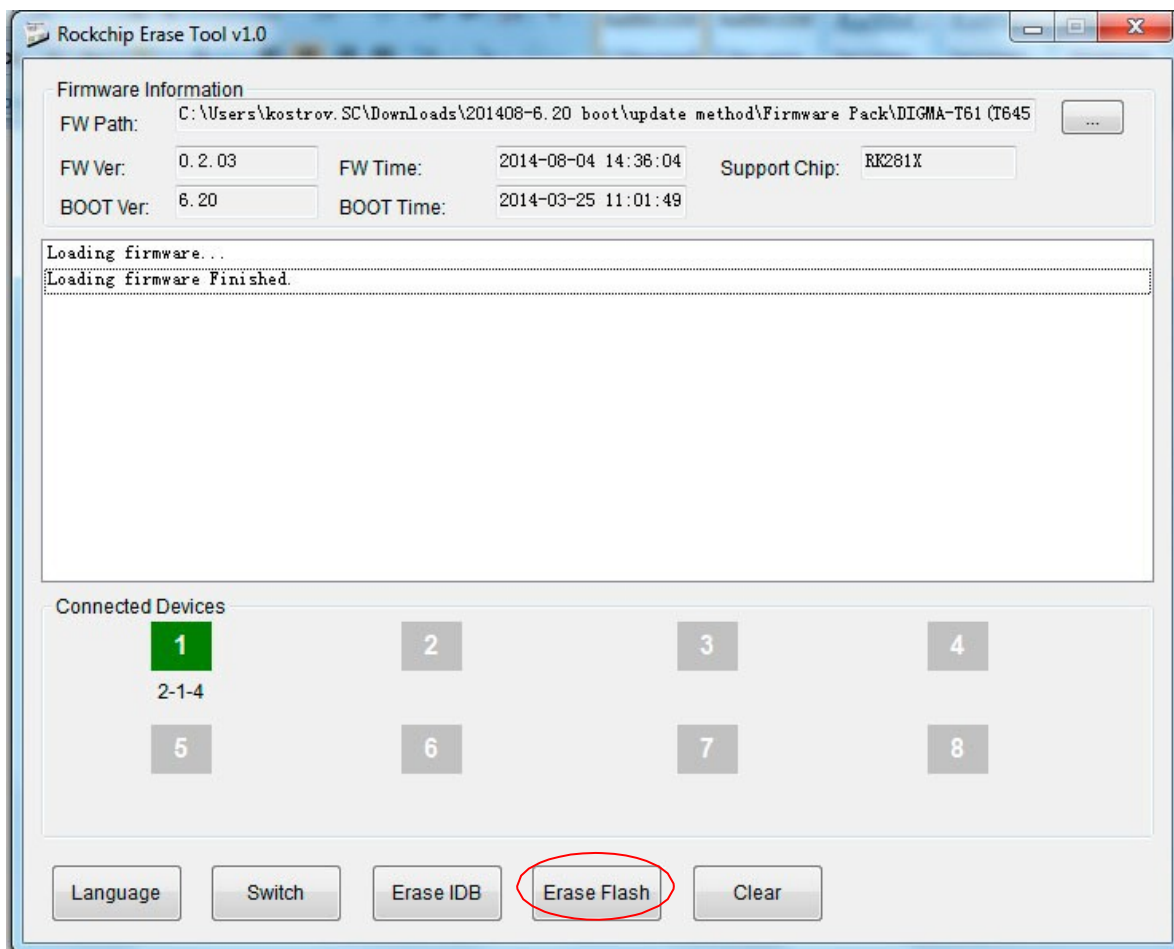 Rockchip Erase Tool v1.0
Firmware Information
FW Path: C:\Users\kostrov.SC\Downloads\201408-6.20 boot\update method\Firmware Pack\DIGMA-T61(T645 ...
FW Ver: 0.2.03 FW Time: 2014-08-04 14:36:04 Support Chip: RK281X
BOOT Ver: 6.20 BOOT Time: 2014-03-25 11:01:49
Loading firmware...
Loading firmware Finished.
Connected Devices
1 2 3 4
2-1-4
5 6 7 8
Language Switch Erase IDB Erase Flash Clear